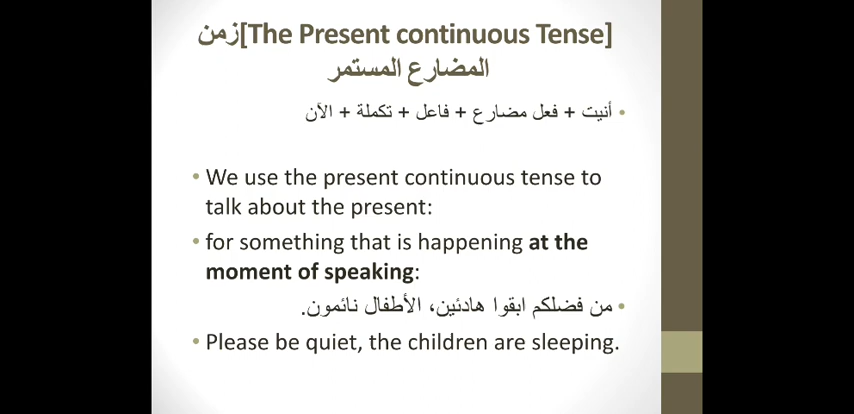 زمن[The Present continuous Tense]
المضارع المستمر
• أنيت + فعل مضارع + فاعل + تكملة + الآن
• We use the present continuous tense to
talk about the present:
• for something that is happening at the
moment of speaking:
• من فضلكم ابقوا هادئين، الأطفال نائمون.
• Please be quiet, the children are sleeping.